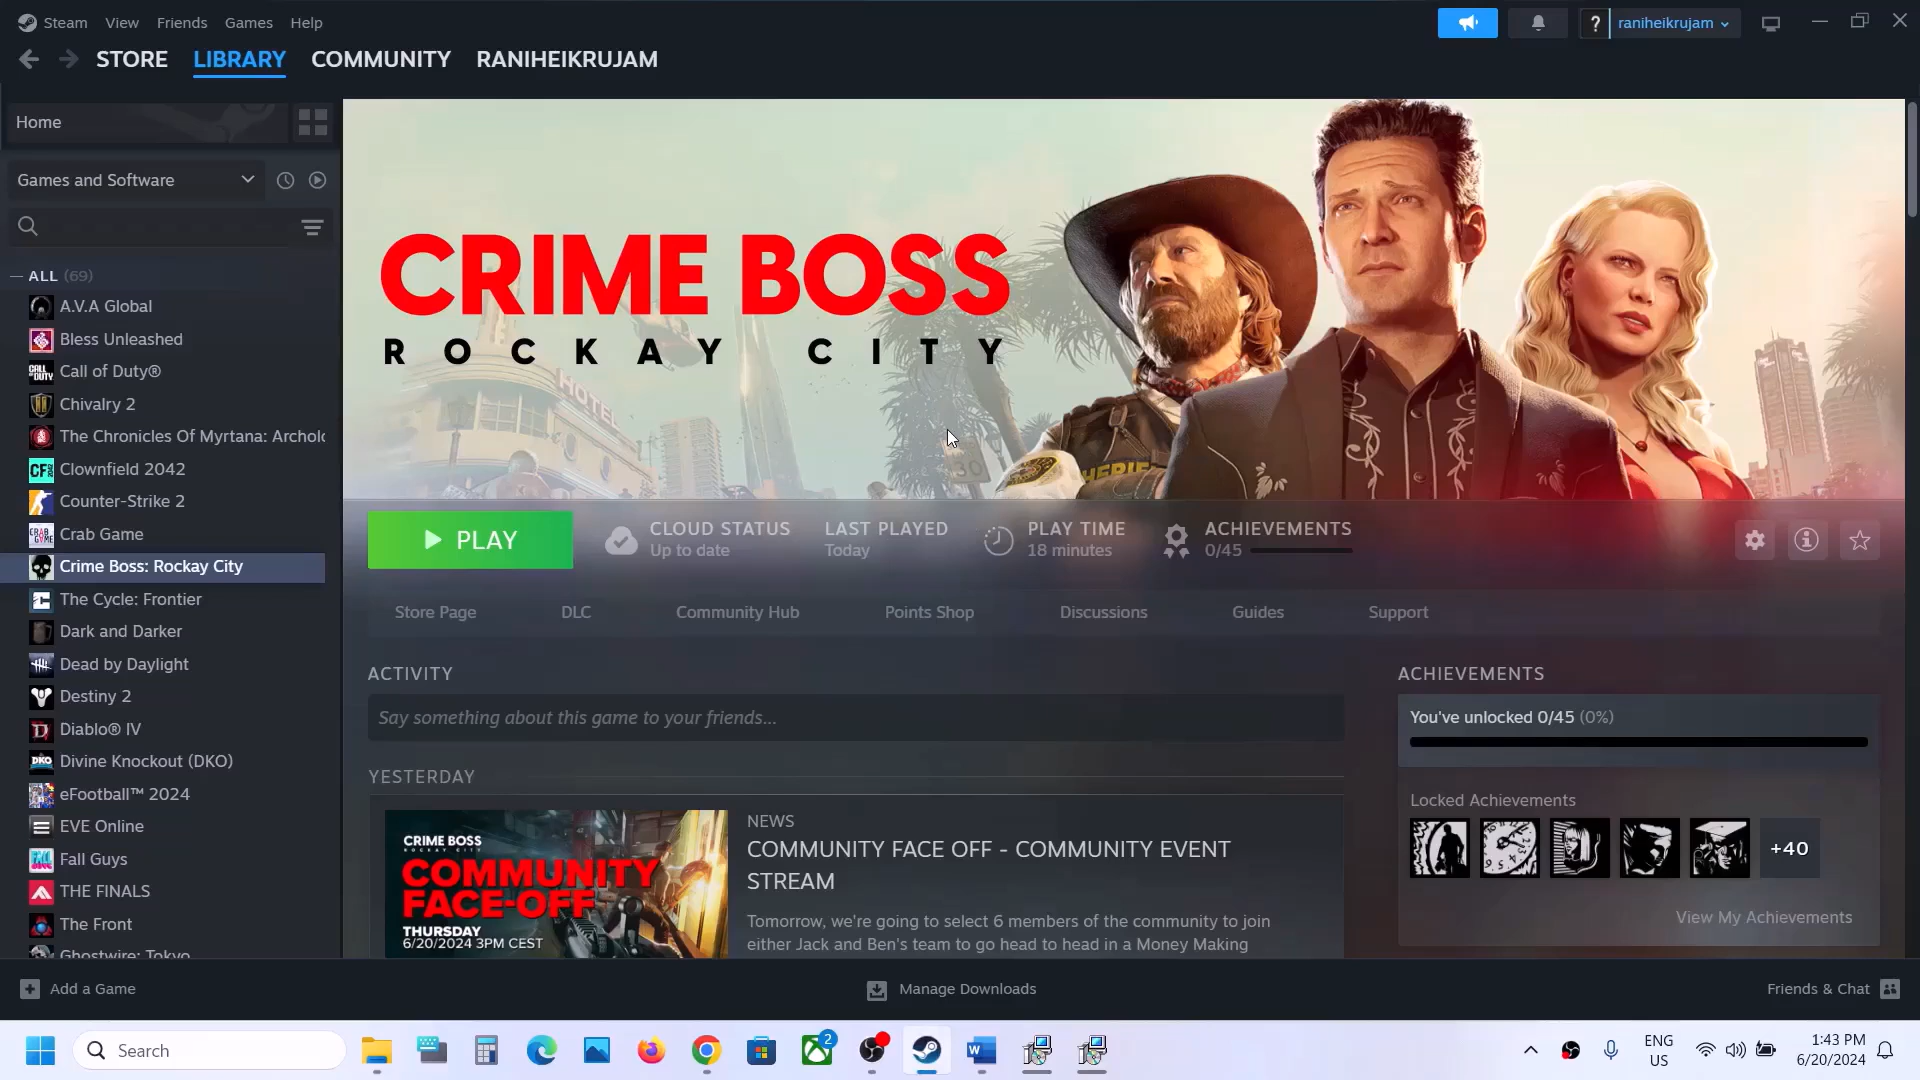 Steam View Friends Games Help
? raniheikrujam
STORE LIBRARY COMMUNITY RANIHEIKRUJAM
Home
Games and Software
ALL (69)
A.V.A Global
Bless Unleashed
Call of Duty®
Chivalry 2
The Chronicles Of Myrtana: Archol
Clownfield 2042
Counter-Strike 2
Crab Game
Crime Boss: Rockay City
The Cycle: Frontier
Dark and Darker
Dead by Daylight
Destiny 2
Diablo® IV
Divine Knockout (DKO)
eFootball™ 2024
EVE Online
Fall Guys
THE FINALS
The Front
Ghostwire: Tokyo
CRIME BOSS
ROCKAY CITY
HOTEL
30
SHERIF
PLAY
CLOUD STATUS
Up to date
LAST PLAYED
Today
PLAY TIME
18 minutes
ACHIEVEMENTS
0/45
Store Page DLC Community Hub Points Shop Discussions Guides Support
ACTIVITY
Say something about this game to your friends...
YESTERDAY
CRIME BOSS
ROCKAY CITY
COMMUNITY
FACE-OFF
THURSDAY
6/20/2024 3PM CEST
NEWS
COMMUNITY FACE OFF - COMMUNITY EVENT
STREAM
Tomorrow, we're going to select 6 members of the community to join
either Jack and Ben's team to go head to head in a Money Making
ACHIEVEMENTS
You've unlocked 0/45 (0%)
Locked Achievements
+40
View My Achievements
Add a Game
Manage Downloads
Friends & Chat
Search
2
ENG
US
1:43 PM
6/20/2024